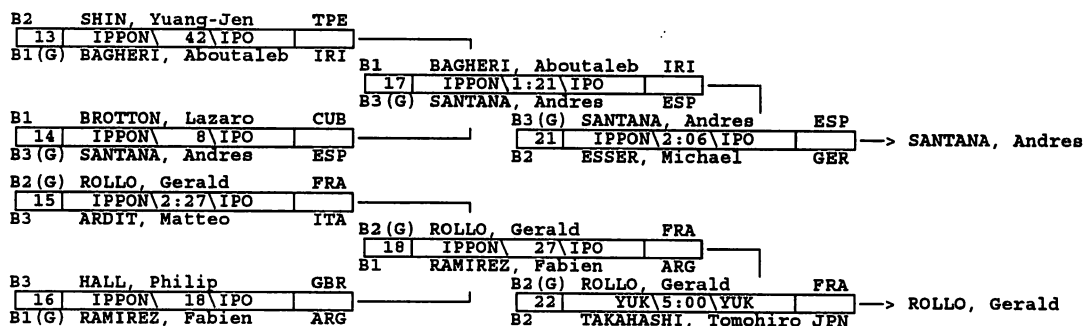 B2 SHIN, Yuang-Jen TPE
13 IPPON\ 42\IPO
B1(G) BAGHERI, Aboutaleb IRI
B1 BAGHERI, Aboutaleb IRI
17 IPPON\1:21\IPO
B3(G) SANTANA, Andres ESP
B1 BROTTON, Lazaro CUB
14 IPPON\ 8\IPO
B3(G) SANTANA, Andres ESP
B3(G) SANTANA, Andres ESP
21 IPPON\2:06\IPO
B2 ESSER, Michael GER
—> SANTANA, Andres
B2(G) ROLLO, Gerald FRA
15 IPPON\2:27\IPO
B3 ARDIT, Matteo ITA
B2(G) ROLLO, Gerald FRA
18 IPPON\ 27\IPO
B1 RAMIREZ, Fabien ARG
B3 HALL, Philip GBR
16 IPPON\ 18\IPO
B1(G) RAMIREZ, Fabien ARG
B2(G) ROLLO, Gerald FRA
22 YUK\5:00\YUK
B2 TAKAHASHI, Tomohiro JPN
—> ROLLO, Gerald